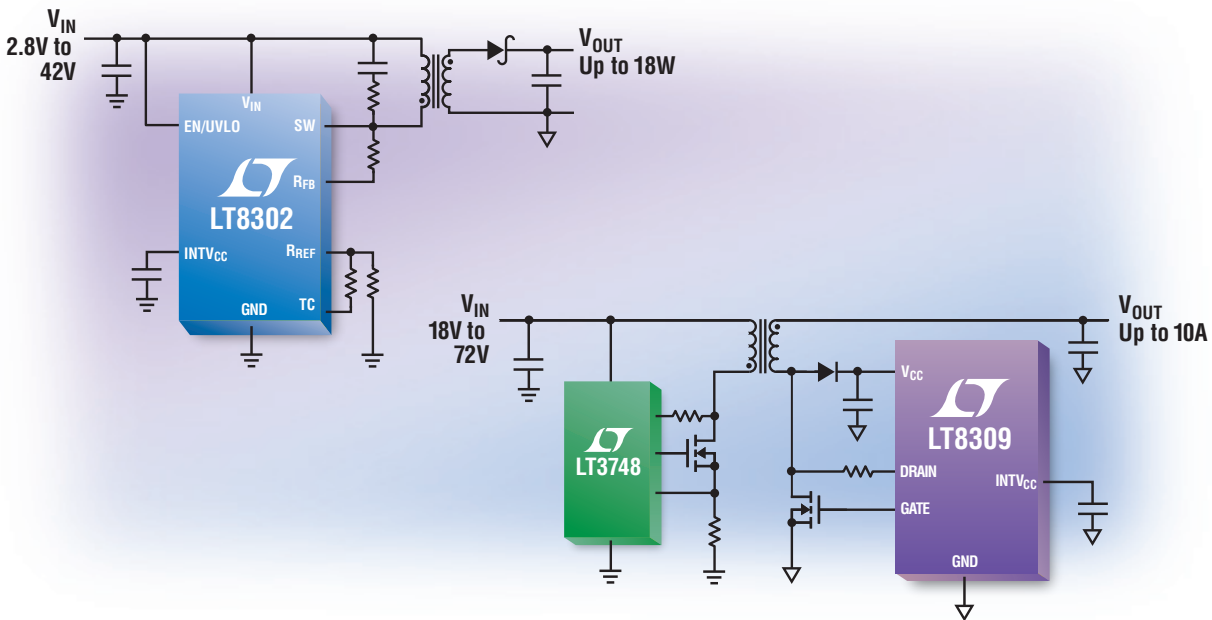 VIN
2.8V to
42V
VOUT
Up to 18W
VIN
EN/UVLO
SW
RFB
LT8302
INTVCC
RREF
GND
TC
VIN
18V to
72V
VOUT
Up to 10A
LT3748
VCC
LT8309
DRAIN
INTVCC
GATE
GND